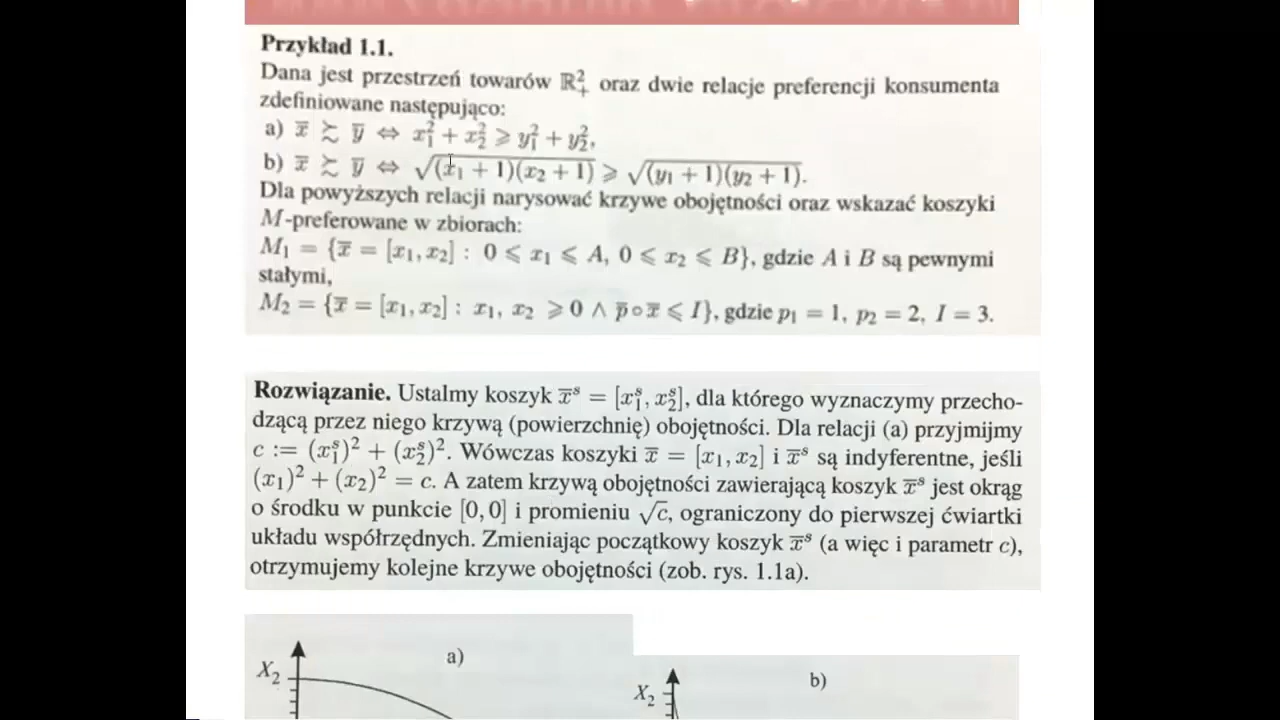 Przykład 1.1.
Dana jest przestrzeń towarów ℝ²₊ oraz dwie relacje preferencji konsumenta
zdefiniowane następująco:
a) x̅ ≿ y̅ ⇔ x₁² + x₂² ⩾ y₁² + y₂²,
b) x̅ ≿ y̅ ⇔ √((x₁ + 1)(x₂ + 1)) ⩾ √((y₁ + 1)(y₂ + 1)).
Dla powyższych relacji narysować krzywe obojętności oraz wskazać koszyki
M-preferowane w zbiorach:
M₁ = {x̅ = [x₁, x₂] : 0 ⩽ x₁ ⩽ A, 0 ⩽ x₂ ⩽ B}, gdzie A i B są pewnymi
stałymi,
M₂ = {x̅ = [x₁, x₂] : x₁, x₂ ⩾ 0 ∧ p̅ ∘ x̅ ⩽ I}, gdzie p₁ = 1, p₂ = 2, I = 3.
Rozwiązanie. Ustalmy koszyk x̅ˢ = [x₁ˢ, x₂ˢ], dla którego wyznaczymy przecho-
dzącą przez niego krzywą (powierzchnię) obojętności. Dla relacji (a) przyjmijmy
c := (x₁ˢ)² + (x₂ˢ)². Wówczas koszyki x̅ = [x₁, x₂] i x̅ˢ są indyferentne, jeśli
(x₁)² + (x₂)² = c. A zatem krzywą obojętności zawierającą koszyk x̅ˢ jest okrąg
o środku w punkcie [0, 0] i promieniu √c, ograniczony do pierwszej ćwiartki
układu współrzędnych. Zmieniając początkowy koszyk x̅ˢ (a więc i parametr c),
otrzymujemy kolejne krzywe obojętności (zob. rys. 1.1a).
a)
X₂
b)
X₂